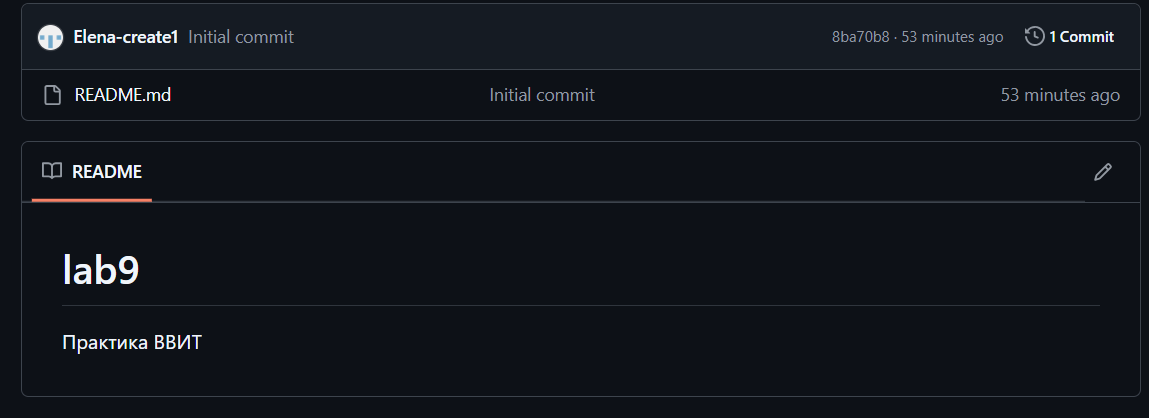 Elena-create1 Initial commit 8ba70b8 · 53 minutes ago 1 Commit
README.md Initial commit 53 minutes ago
README
lab9
Практика ВВИТ